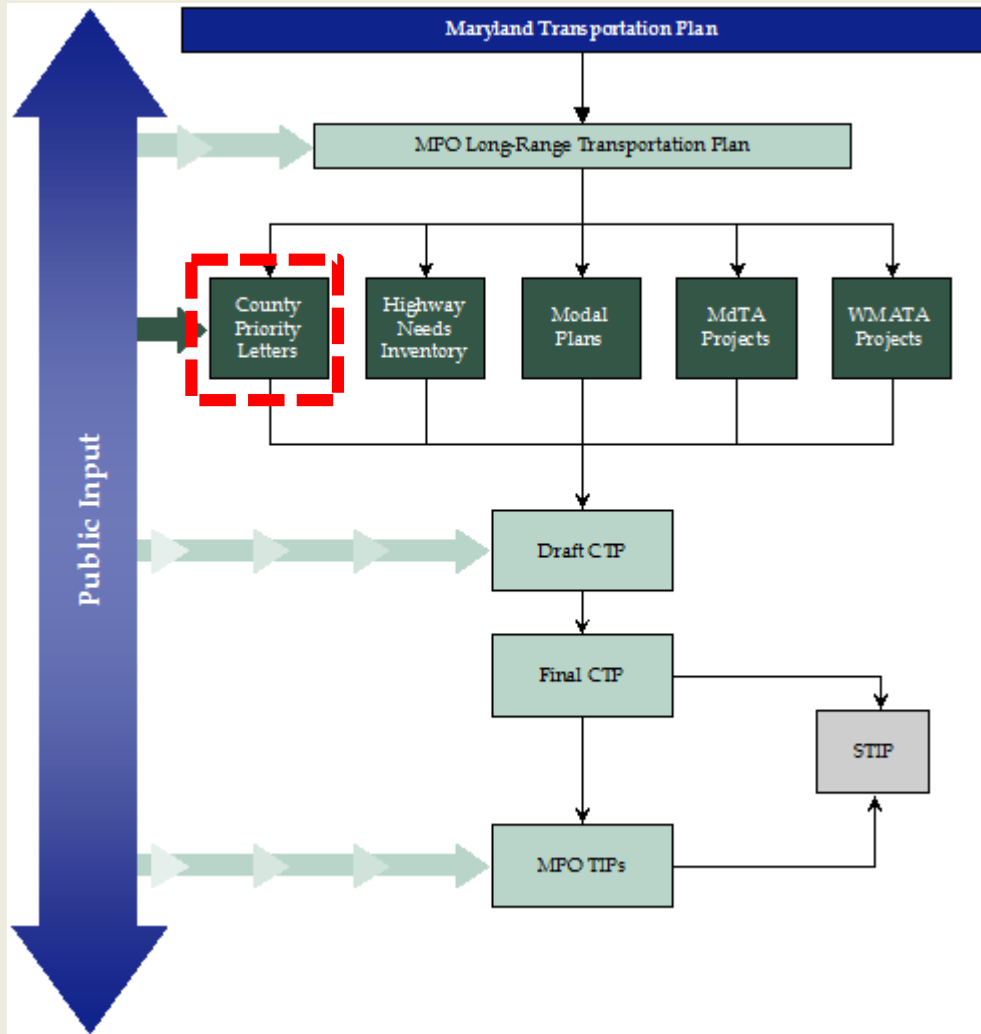 Maryland Transportation Plan
MPO Long-Range Transportation Plan
County
Priority
Letters
Highway
Needs
Inventory
Modal
Plans
MdTA
Projects
WMATA
Projects
Public Input
Draft CTP
Final CTP
STIP
MPO TIPs